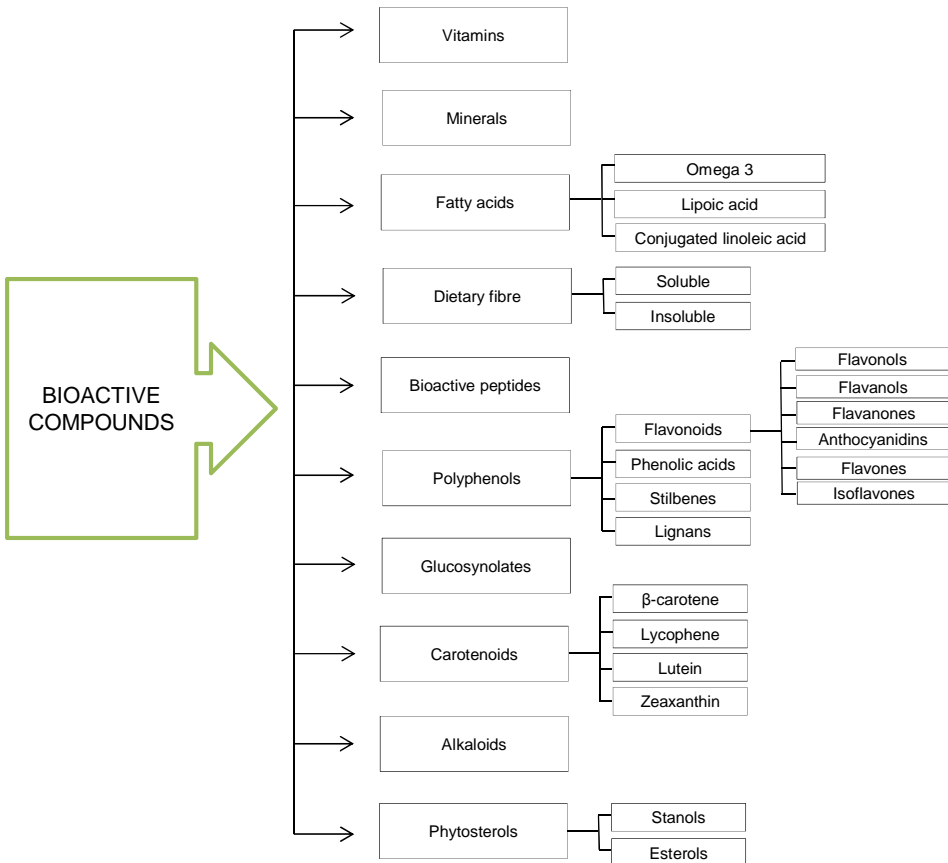 BIOACTIVE
COMPOUNDS
Vitamins
Minerals
Fatty acids
Omega 3
Lipoic acid
Conjugated linoleic acid
Dietary fibre
Soluble
Insoluble
Bioactive peptides
Polyphenols
Flavonoids
Flavonols
Flavanols
Flavanones
Anthocyanidins
Flavones
Isoflavones
Phenolic acids
Stilbenes
Lignans
Glucosynolates
Carotenoids
β-carotene
Lycophene
Lutein
Zeaxanthin
Alkaloids
Phytosterols
Stanols
Esterols